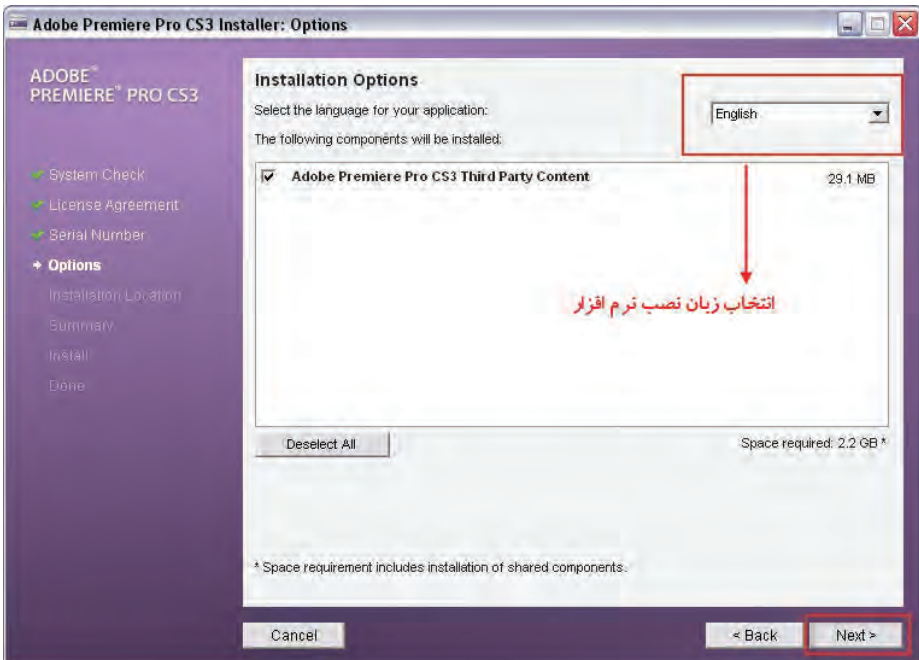 Adobe Premiere Pro CS3 Installer: Options
ADOBE®
PREMIERE® PRO CS3
System Check
License Agreement
Serial Number
Options
Installation Location
Summary
Install
Done
Installation Options
Select the language for your application:
English
The following components will be installed:
Adobe Premiere Pro CS3 Third Party Content
29.1 MB
انتخاب زبان نصب نرم افزار
Deselect All
Space required: 2.2 GB *
* Space requirement includes installation of shared components.
Cancel
< Back
Next >